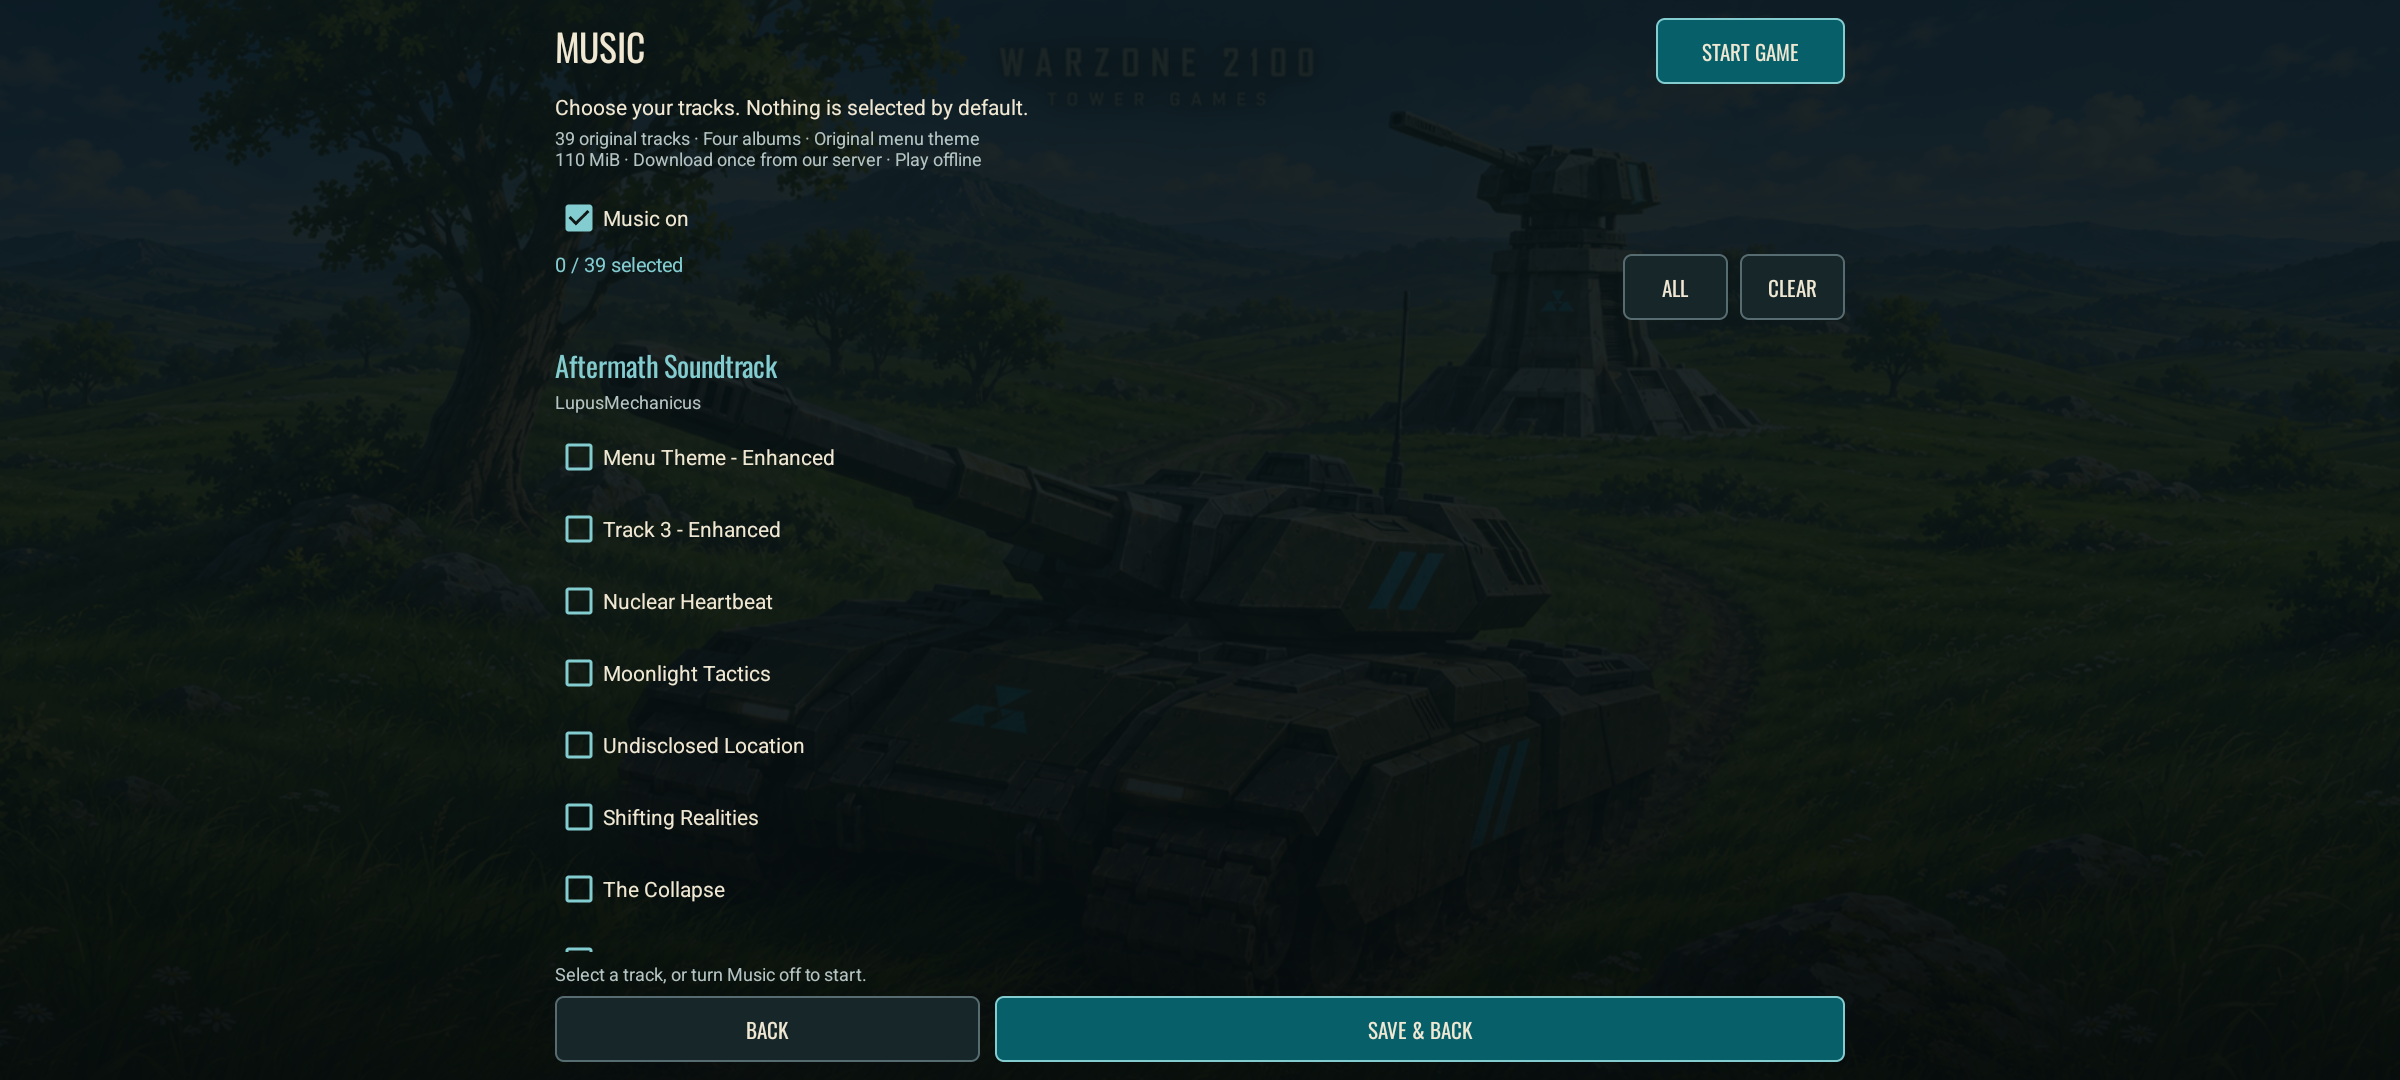 MUSIC
WARZONE 2100
TOWER GAMES
START GAME
Choose your tracks. Nothing is selected by default.
39 original tracks · Four albums · Original menu theme
110 MiB · Download once from our server · Play offline
Music on
0 / 39 selected
ALL
CLEAR
Aftermath Soundtrack
LupusMechanicus
Menu Theme - Enhanced
Track 3 - Enhanced
Nuclear Heartbeat
Moonlight Tactics
Undisclosed Location
Shifting Realities
The Collapse
Select a track, or turn Music off to start.
BACK
SAVE & BACK